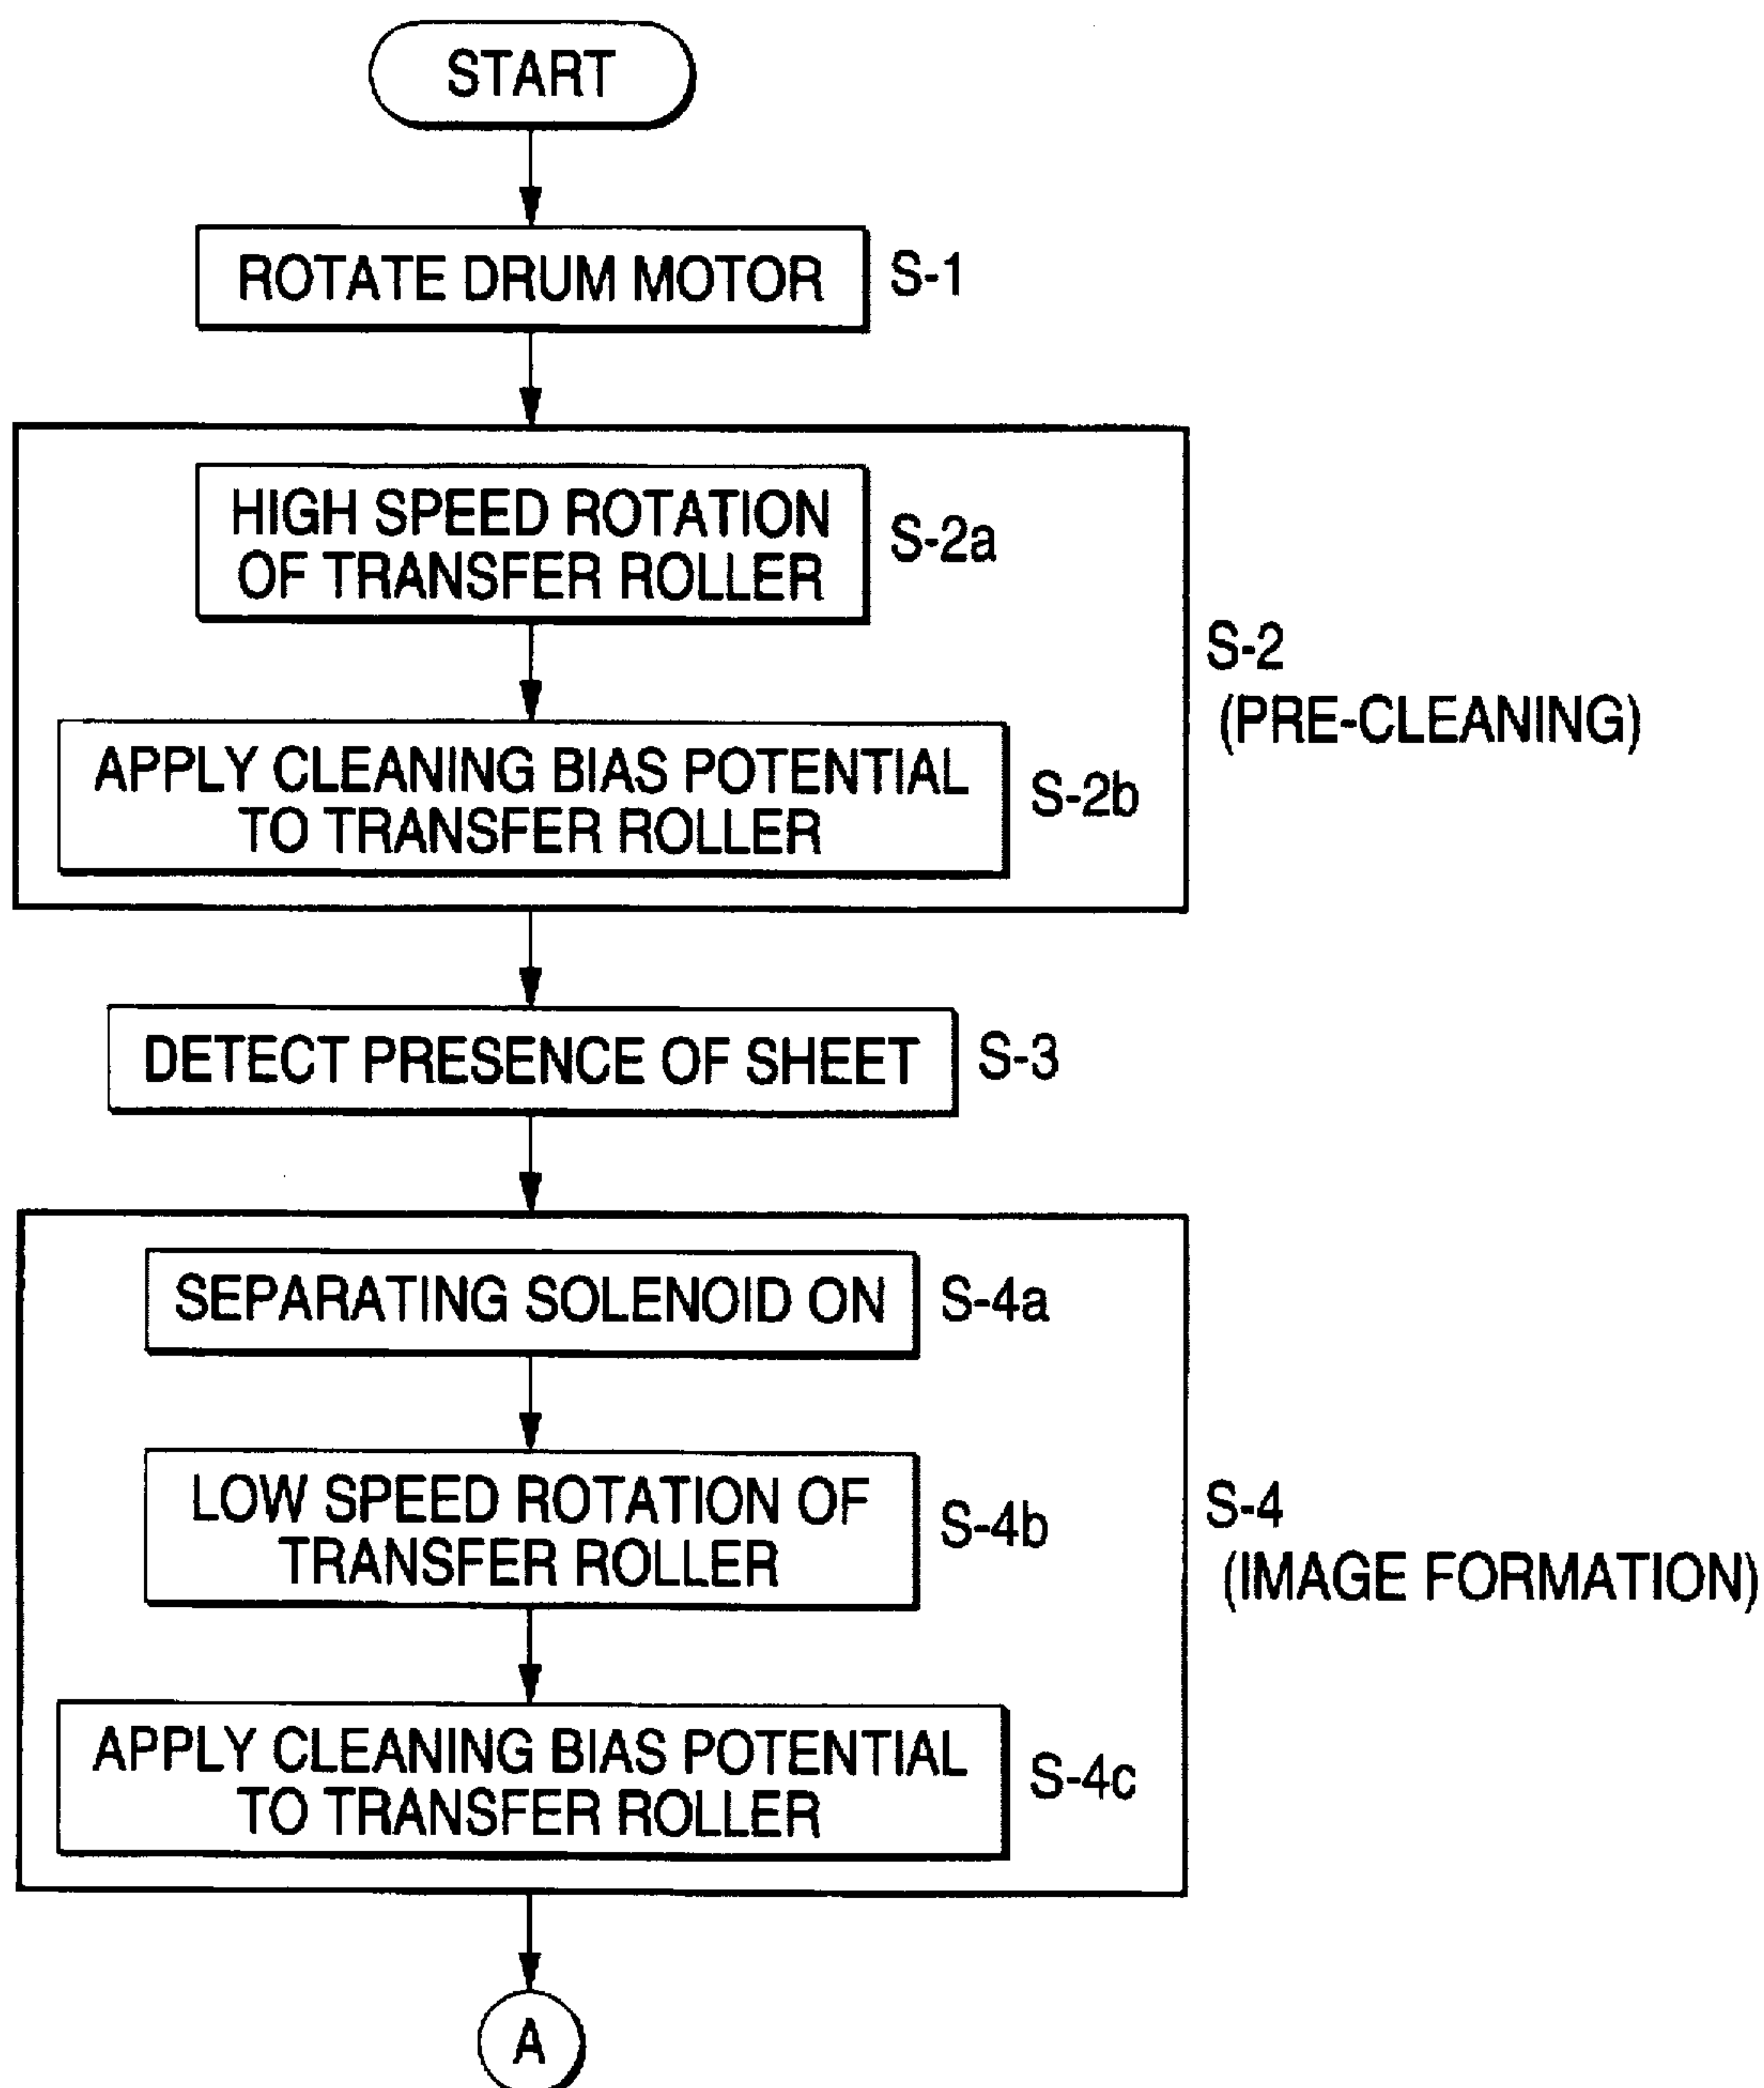 START
ROTATE DRUM MOTOR
S-1
HIGH SPEED ROTATION
OF TRANSFER ROLLER
S-2a
APPLY CLEANING BIAS POTENTIAL
TO TRANSFER ROLLER
S-2b
S-2
(PRE-CLEANING)
DETECT PRESENCE OF SHEET
S-3
SEPARATING SOLENOID ON
S-4a
LOW SPEED ROTATION OF
TRANSFER ROLLER
S-4b
APPLY CLEANING BIAS POTENTIAL
TO TRANSFER ROLLER
S-4c
S-4
(IMAGE FORMATION)
A